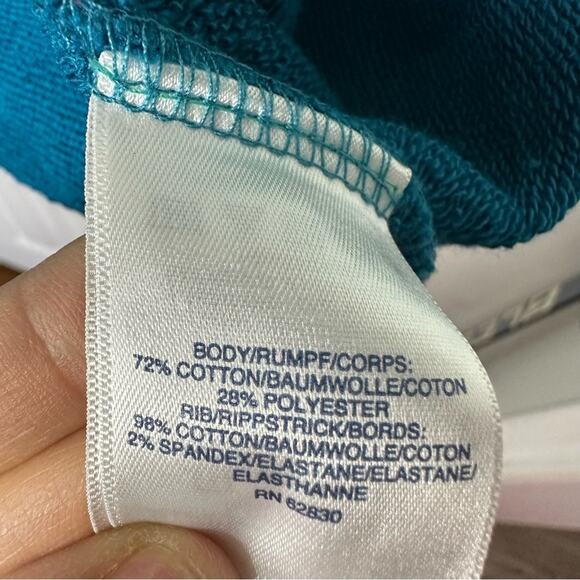 BODY/RUMPF/CORPS:
72% COTTON/BAUMWOLLE/COTON
28% POLYESTER
RIB/RIPPSTRICK/BORDS:
98% COTTON/BAUMWOLLE/COTON
2% SPANDEX/ELASTANE/ELASTANE/
ELASTHANNE
RN 62830